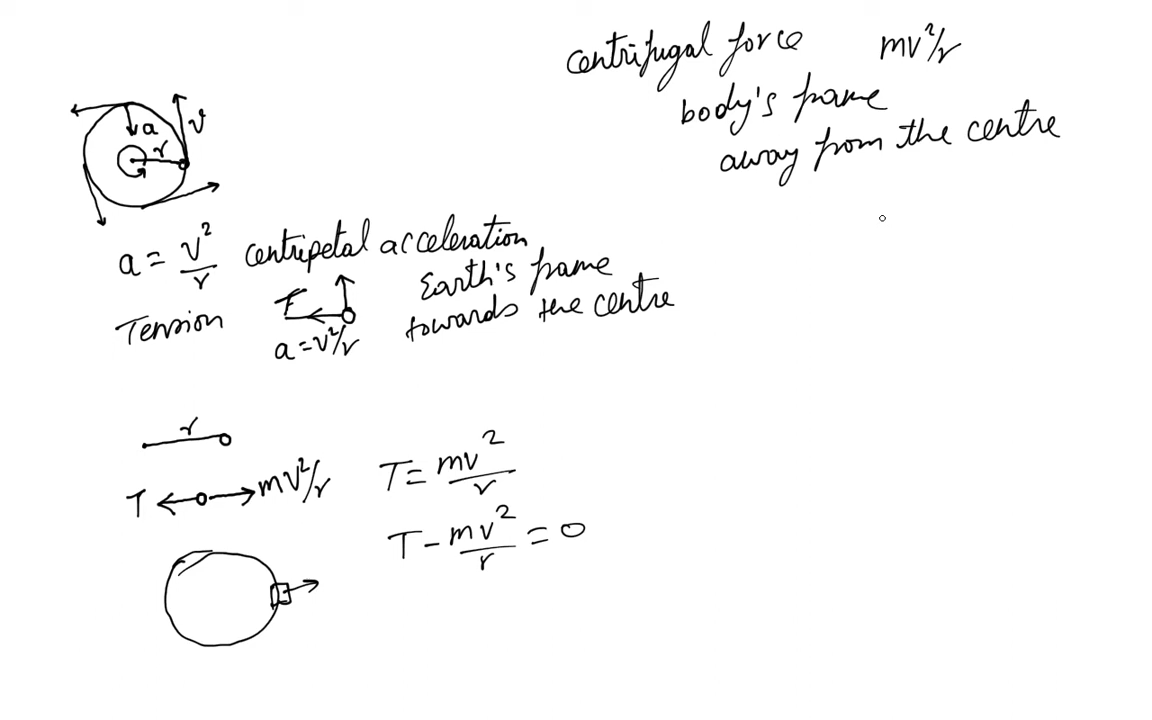 centrifugal force mv²/r
body's frame
away from the centre
a
r
v
a = v²/r centripetal acceleration
Earth's frame
Tension F towards the centre
a = v²/r
r
T mv²/r T = mv²/r
T - mv²/r = 0